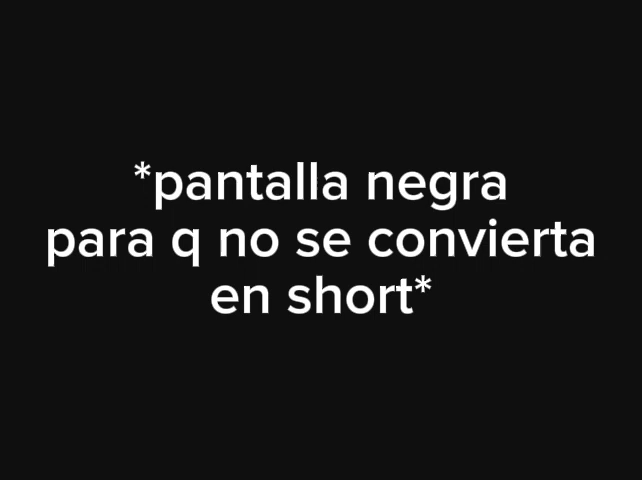 *pantalla negra
para q no se convierta
en short*